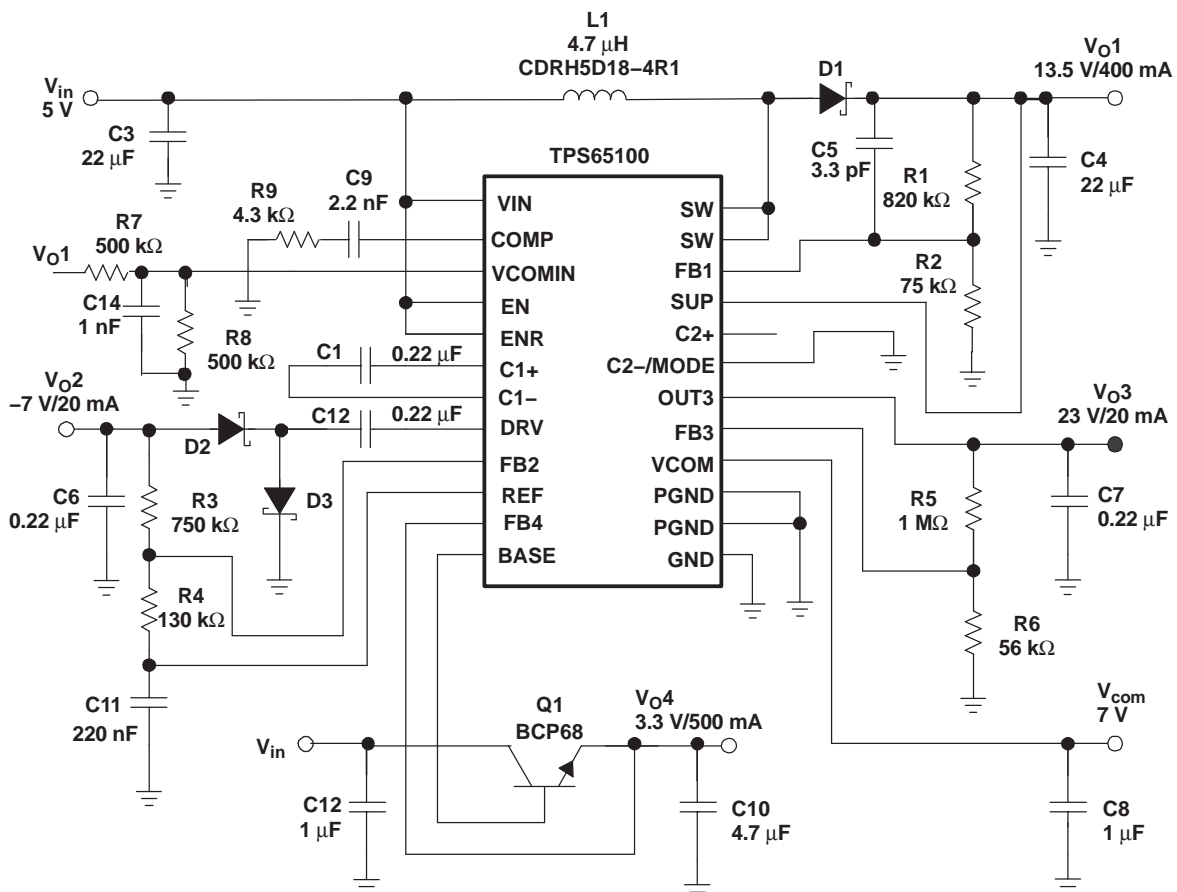 L1
4.7 μH
CDRH5D18–4R1
Vin
5 V
C3
22 μF
D1
VO1
13.5 V/400 mA
C5
3.3 pF
R1
820 kΩ
C4
22 μF
TPS65100
R9
4.3 kΩ
C9
2.2 nF
R7
500 kΩ
VO1
C14
1 nF
R8
500 kΩ
R2
75 kΩ
VIN
COMP
VCOMIN
EN
ENR
C1+
C1–
DRV
FB2
REF
FB4
BASE
SW
SW
FB1
SUP
C2+
C2–/MODE
OUT3
FB3
VCOM
PGND
PGND
GND
C1
0.22 μF
C12
0.22 μF
VO2
–7 V/20 mA
D2
D3
C6
0.22 μF
R3
750 kΩ
R4
130 kΩ
C11
220 nF
VO3
23 V/20 mA
R5
1 MΩ
C7
0.22 μF
R6
56 kΩ
Vin
Q1
BCP68
VO4
3.3 V/500 mA
C12
1 μF
C10
4.7 μF
Vcom
7 V
C8
1 μF